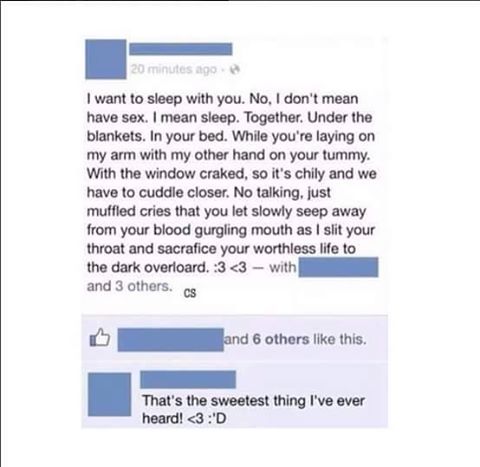 20 minutes ago ·
I want to sleep with you. No, I don't mean
have sex. I mean sleep. Together. Under the
blankets. In your bed. While you're laying on
my arm with my other hand on your tummy.
With the window craked, so it's chily and we
have to cuddle closer. No talking, just
muffled cries that you let slowly seep away
from your blood gurgling mouth as I slit your
throat and sacrafice your worthless life to
the dark overloard. :3 <3 — with
and 3 others.
CS
and 6 others like this.
That's the sweetest thing I've ever
heard! <3 :'D